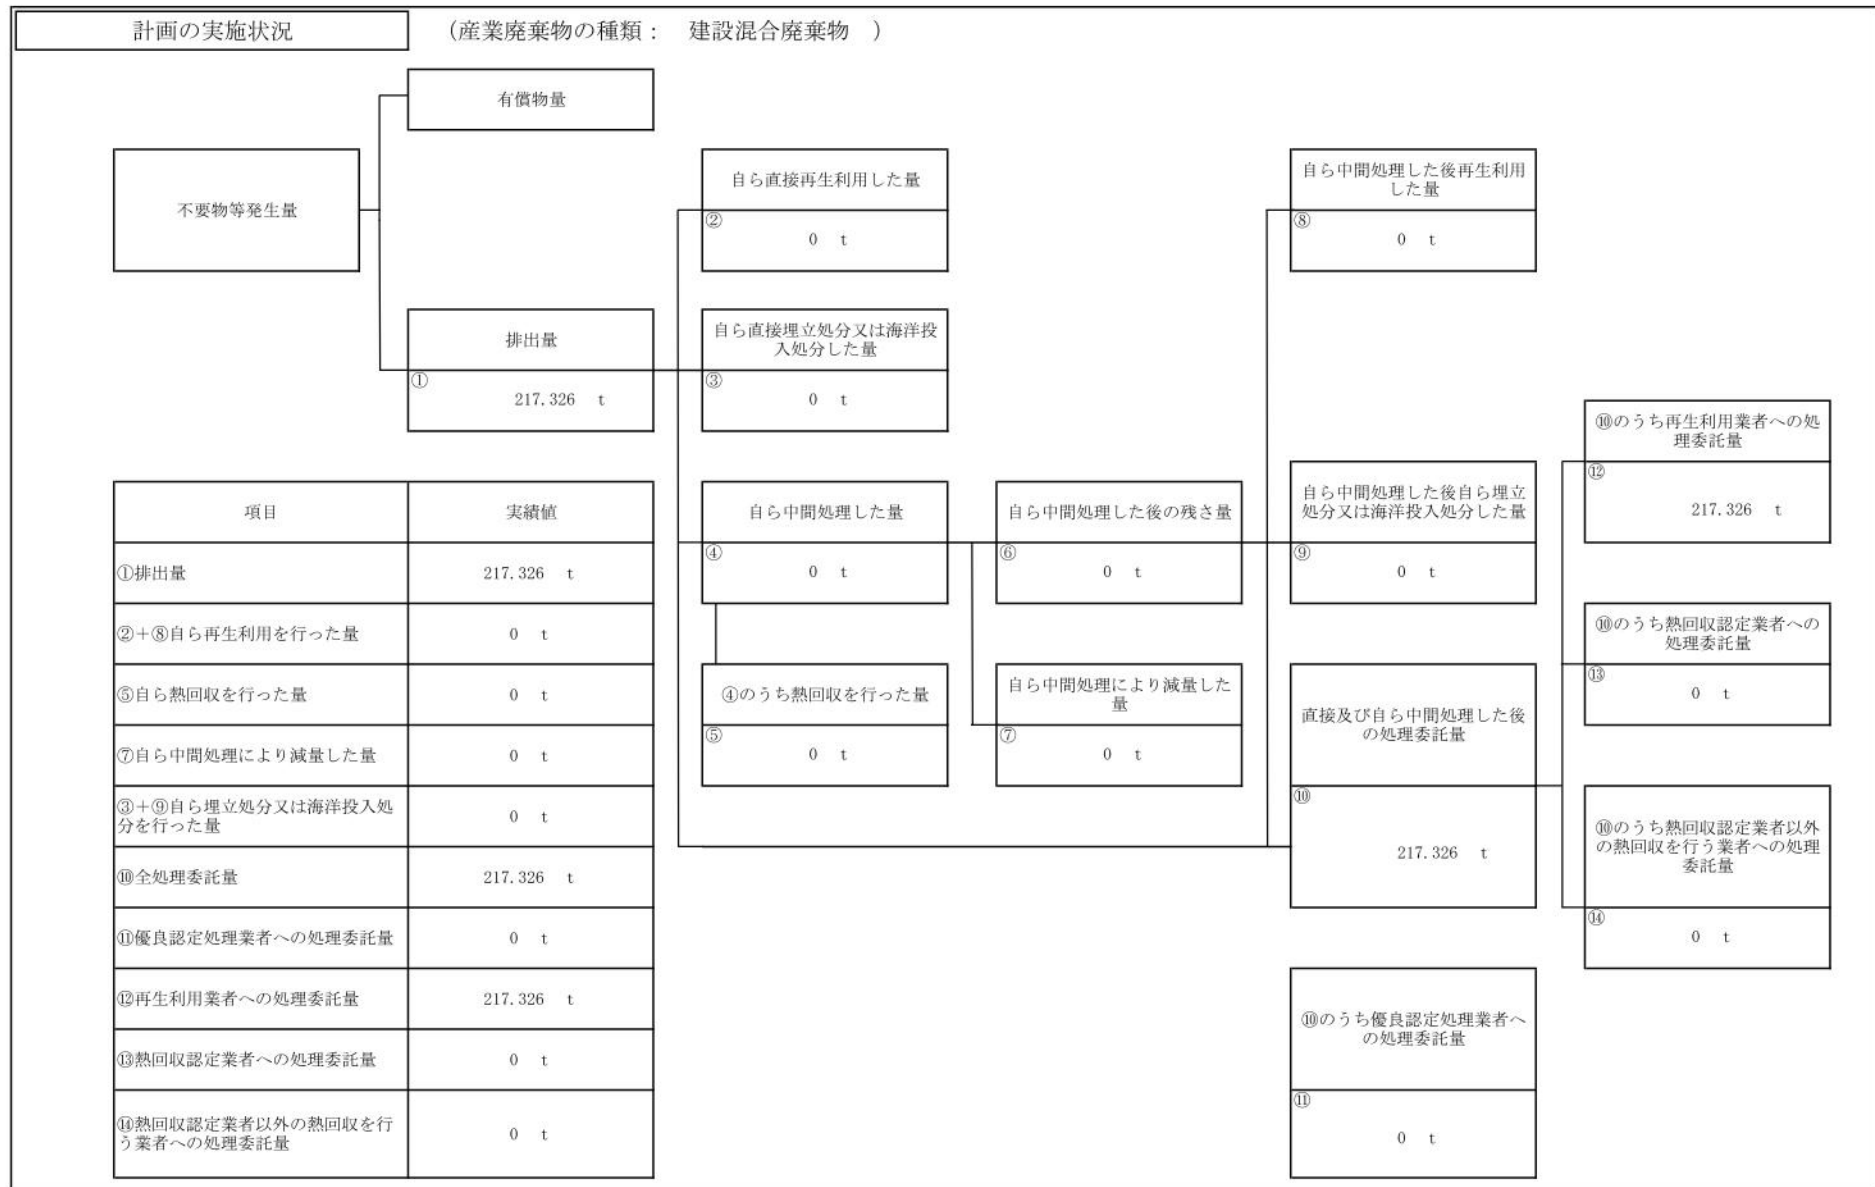 計画の実施状況 (産業廃棄物の種類： 建設混合廃棄物 )
有償物量
不要物等発生量
自ら直接再生利用した量
②
0 t
自ら中間処理した後再生利用
した量
⑧
0 t
排出量
①
217.326 t
自ら直接埋立処分又は海洋投
入処分した量
③
0 t
⑩のうち再生利用業者への処
理委託量
⑫
217.326 t
自ら中間処理した量
④
0 t
自ら中間処理した後の残さ量
⑥
0 t
自ら中間処理した後自ら埋立
処分又は海洋投入処分した量
⑨
0 t
⑩のうち熱回収認定業者への
処理委託量
⑬
0 t
④のうち熱回収を行った量
⑤
0 t
自ら中間処理により減量した
量
⑦
0 t
直接及び自ら中間処理した後
の処理委託量
⑩
217.326 t
⑩のうち熱回収認定業者以外
の熱回収を行う業者への処理
委託量
⑭
0 t
⑩のうち優良認定処理業者へ
の処理委託量
⑪
0 t
項目 実績値
①排出量 217.326 t
②＋⑧自ら再生利用を行った量 0 t
⑤自ら熱回収を行った量 0 t
⑦自ら中間処理により減量した量 0 t
③＋⑨自ら埋立処分又は海洋投入処
分を行った量 0 t
⑩全処理委託量 217.326 t
⑪優良認定処理業者への処理委託量 0 t
⑫再生利用業者への処理委託量 217.326 t
⑬熱回収認定業者への処理委託量 0 t
⑭熱回収認定業者以外の熱回収を行
う業者への処理委託量 0 t